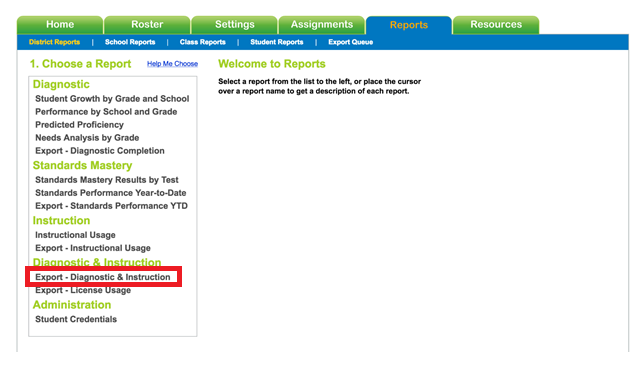 Home Roster Settings Assignments Reports Resources
District Reports | School Reports | Class Reports | Student Reports | Export Queue
1. Choose a Report Help Me Choose
Welcome to Reports
Select a report from the list to the left, or place the cursor
over a report name to get a description of each report.
Diagnostic
Student Growth by Grade and School
Performance by School and Grade
Predicted Proficiency
Needs Analysis by Grade
Export - Diagnostic Completion
Standards Mastery
Standards Mastery Results by Test
Standards Performance Year-to-Date
Export - Standards Performance YTD
Instruction
Instructional Usage
Export - Instructional Usage
Diagnostic & Instruction
Export - Diagnostic & Instruction
Export - License Usage
Administration
Student Credentials